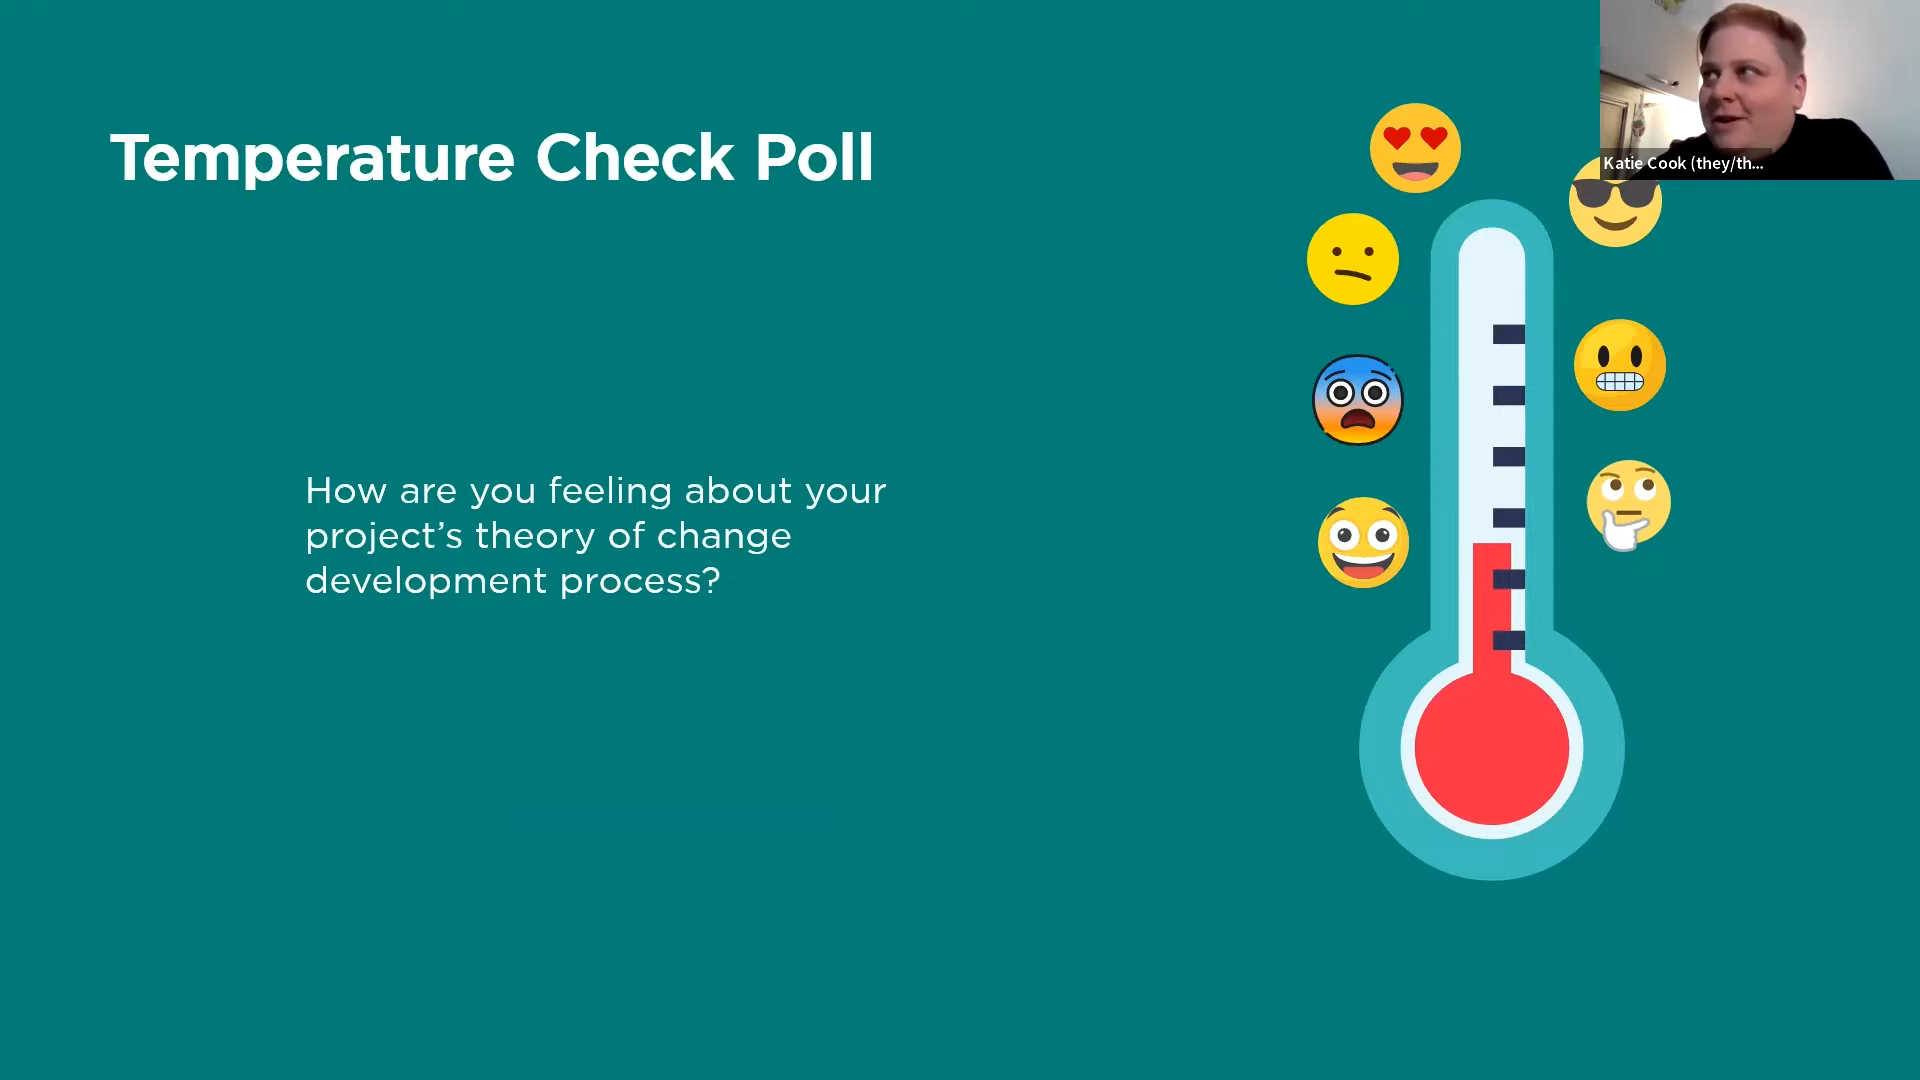 Temperature Check Poll
Katie Cook (they/th...
How are you feeling about your
project’s theory of change
development process?